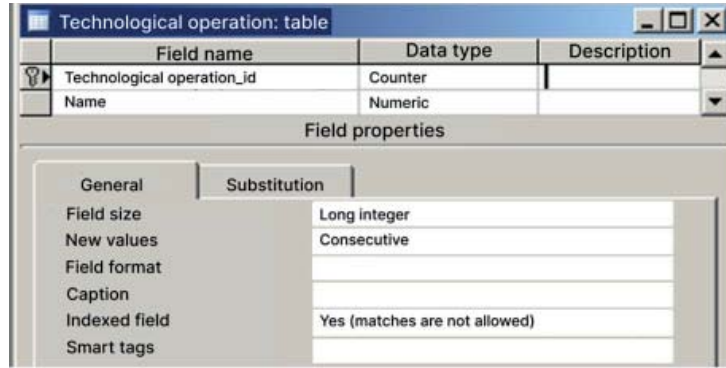 Technological operation: table
Field name Data type Description
Technological operation_id Counter
Name Numeric
Field properties
General Substitution
Field size Long integer
New values Consecutive
Field format
Caption
Indexed field Yes (matches are not allowed)
Smart tags